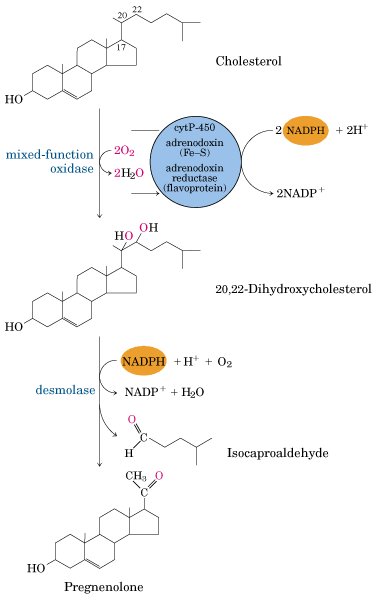 20 22
17
Cholesterol
HO
cytP-450
2 NADPH + 2H⁺
adrenodoxin
(Fe–S)
mixed-function
oxidase
2O₂
2H₂O
adrenodoxin
reductase
(flavoprotein)
2NADP⁺
HO OH
20,22-Dihydroxycholesterol
HO
NADPH + H⁺ + O₂
desmolase
NADP⁺ + H₂O
O
C
H
Isocaproaldehyde
CH₃ O
C
HO
Pregnenolone